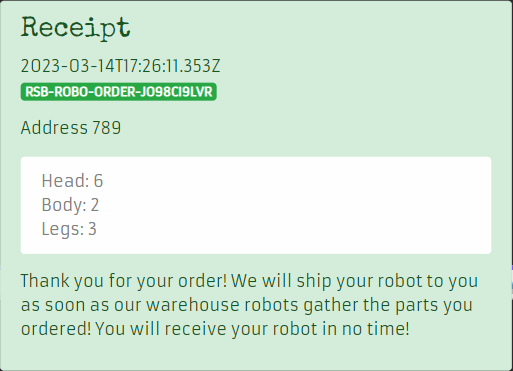 Receipt
2023-03-14T17:26:11.353Z
RSB-ROBO-ORDER-JO98CI9LVR
Address 789
Head: 6
Body: 2
Legs: 3
Thank you for your order! We will ship your robot to you
as soon as our warehouse robots gather the parts you
ordered! You will receive your robot in no time!